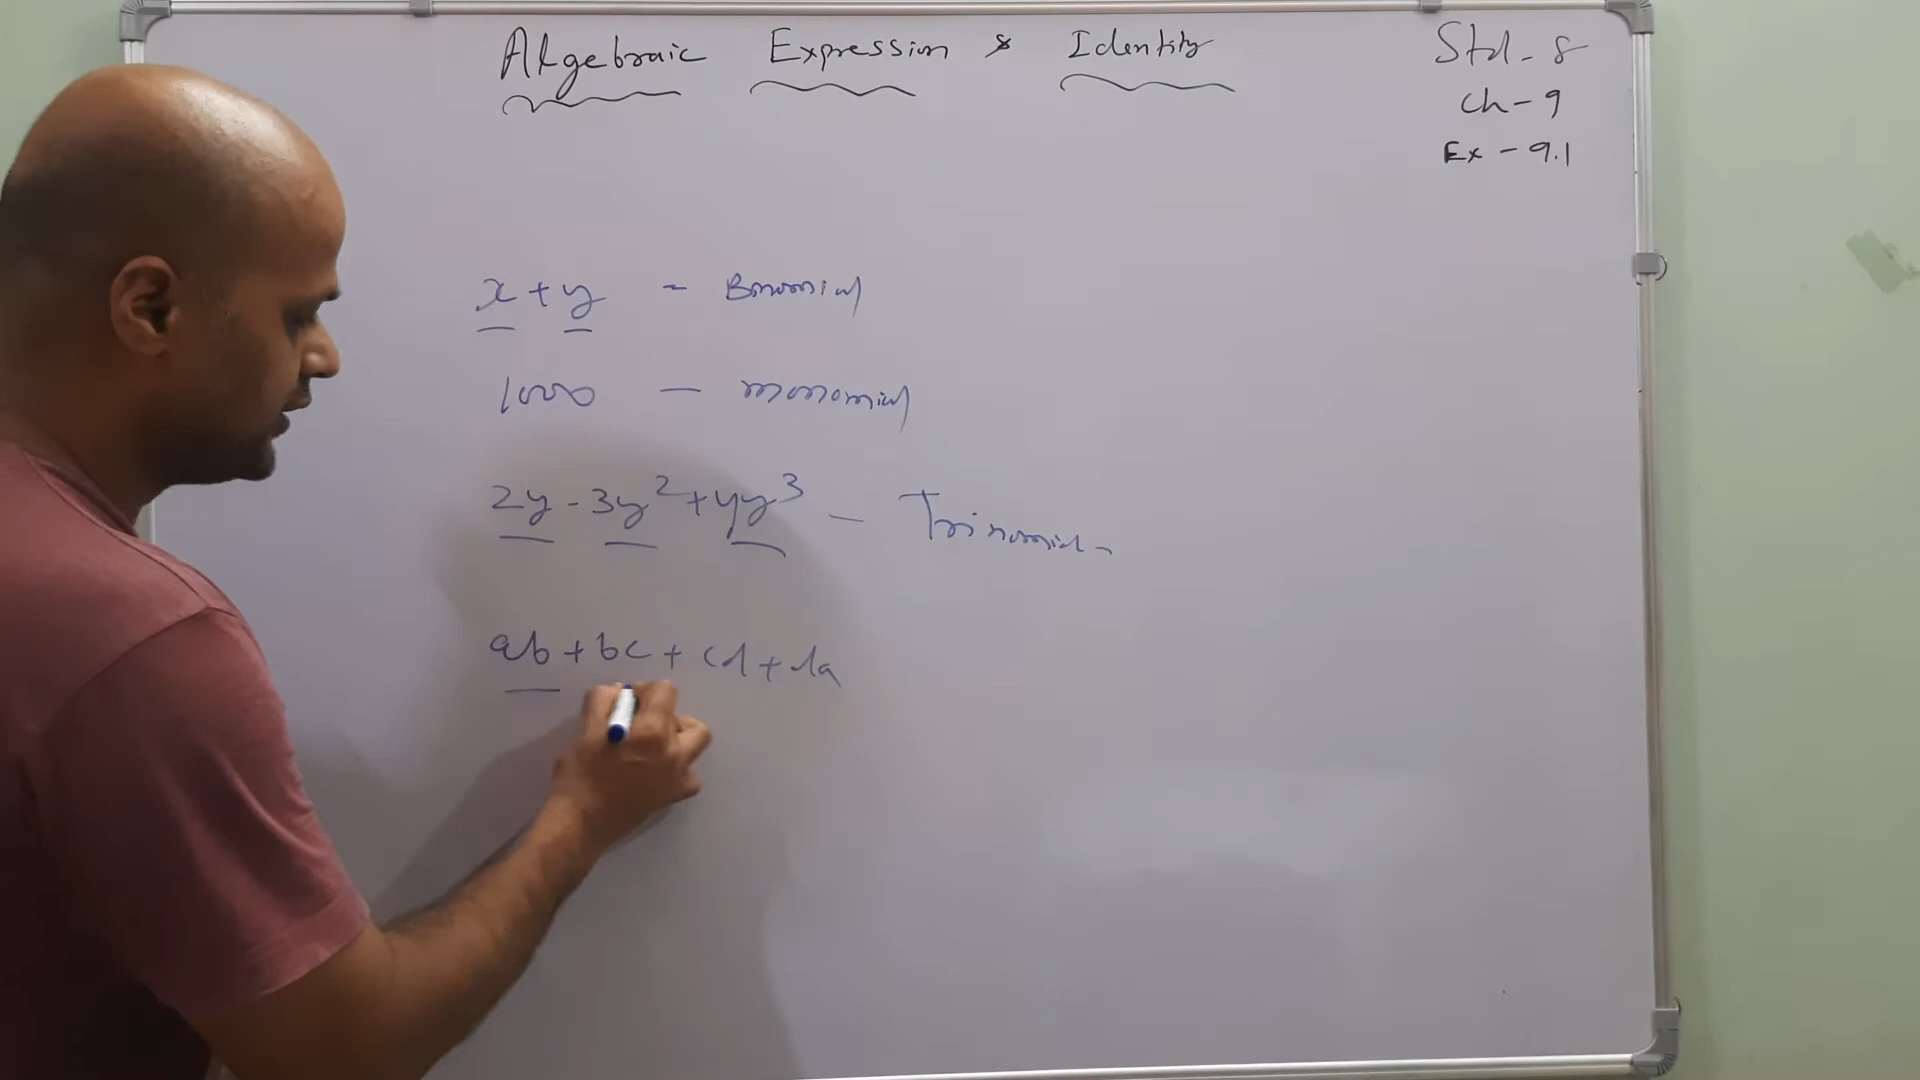 Algebraic Expression & Identity
Std - 8
Ch - 9
Ex - 9.1
x + y - Binomial
1000 - monomial
2y - 3y² + 4y³ - Trinomial -
ab + bc + cd + da